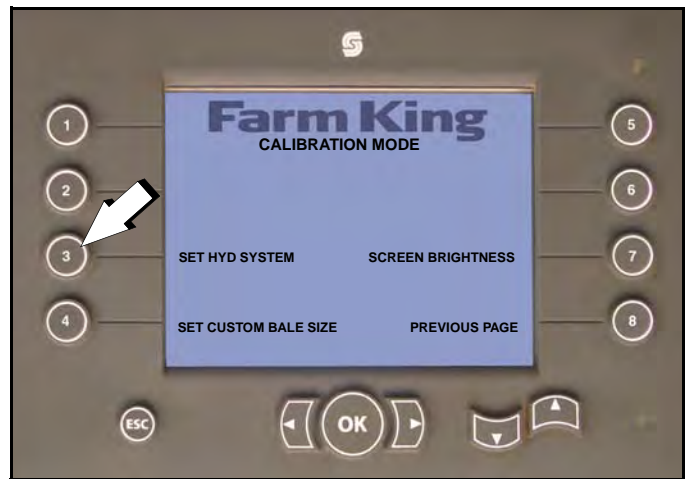 Farm King
CALIBRATION MODE
1
5
2
6
3
SET HYD SYSTEM
SCREEN BRIGHTNESS
7
4
SET CUSTOM BALE SIZE
PREVIOUS PAGE
8
ESC
OK